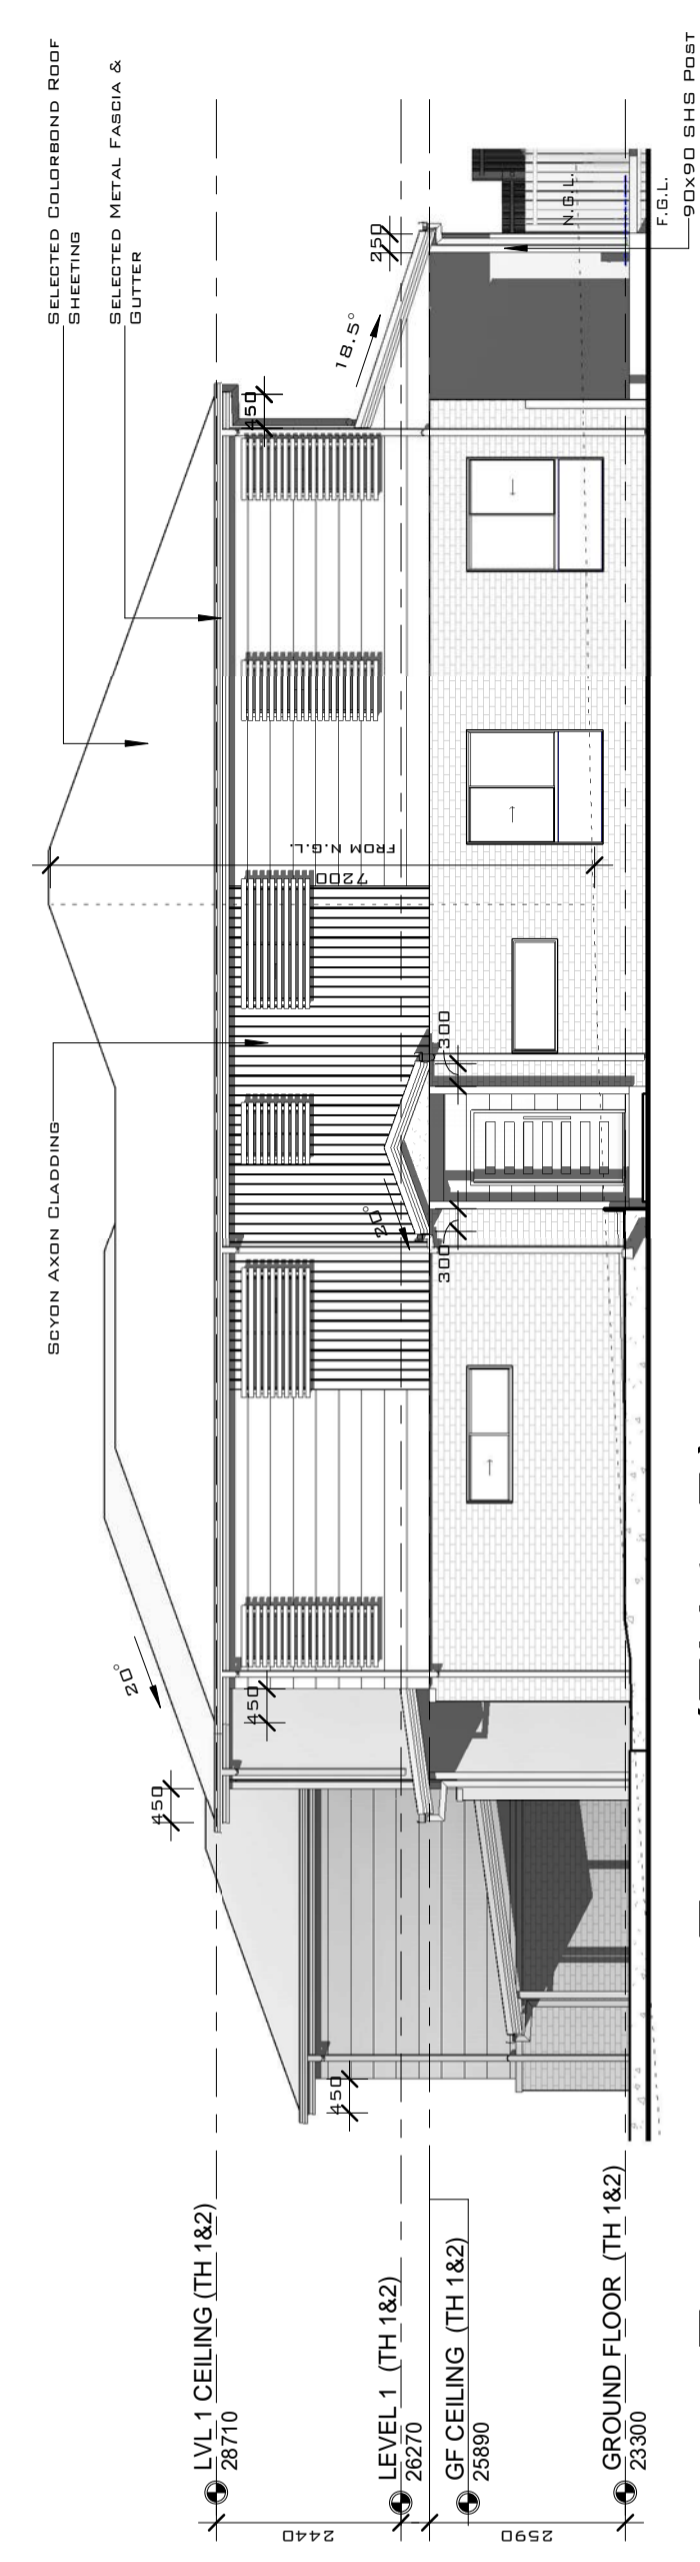 SELECTED COLORBOND ROOF
SHEETING
SELECTED METAL FASCIA &
GUTTER
SCYON AXON CLADDING
20°
450
450
450
450
18.5°
250
7200
FROM N.G.L.
20°
300
300
N.G.L.
F.G.L.
90x90 SHS POST
LVL 1 CEILING (TH 1&2)
28710
LEVEL 1 (TH 1&2)
26270
GF CEILING (TH 1&2)
25890
GROUND FLOOR (TH 1&2)
23300
2440
2590